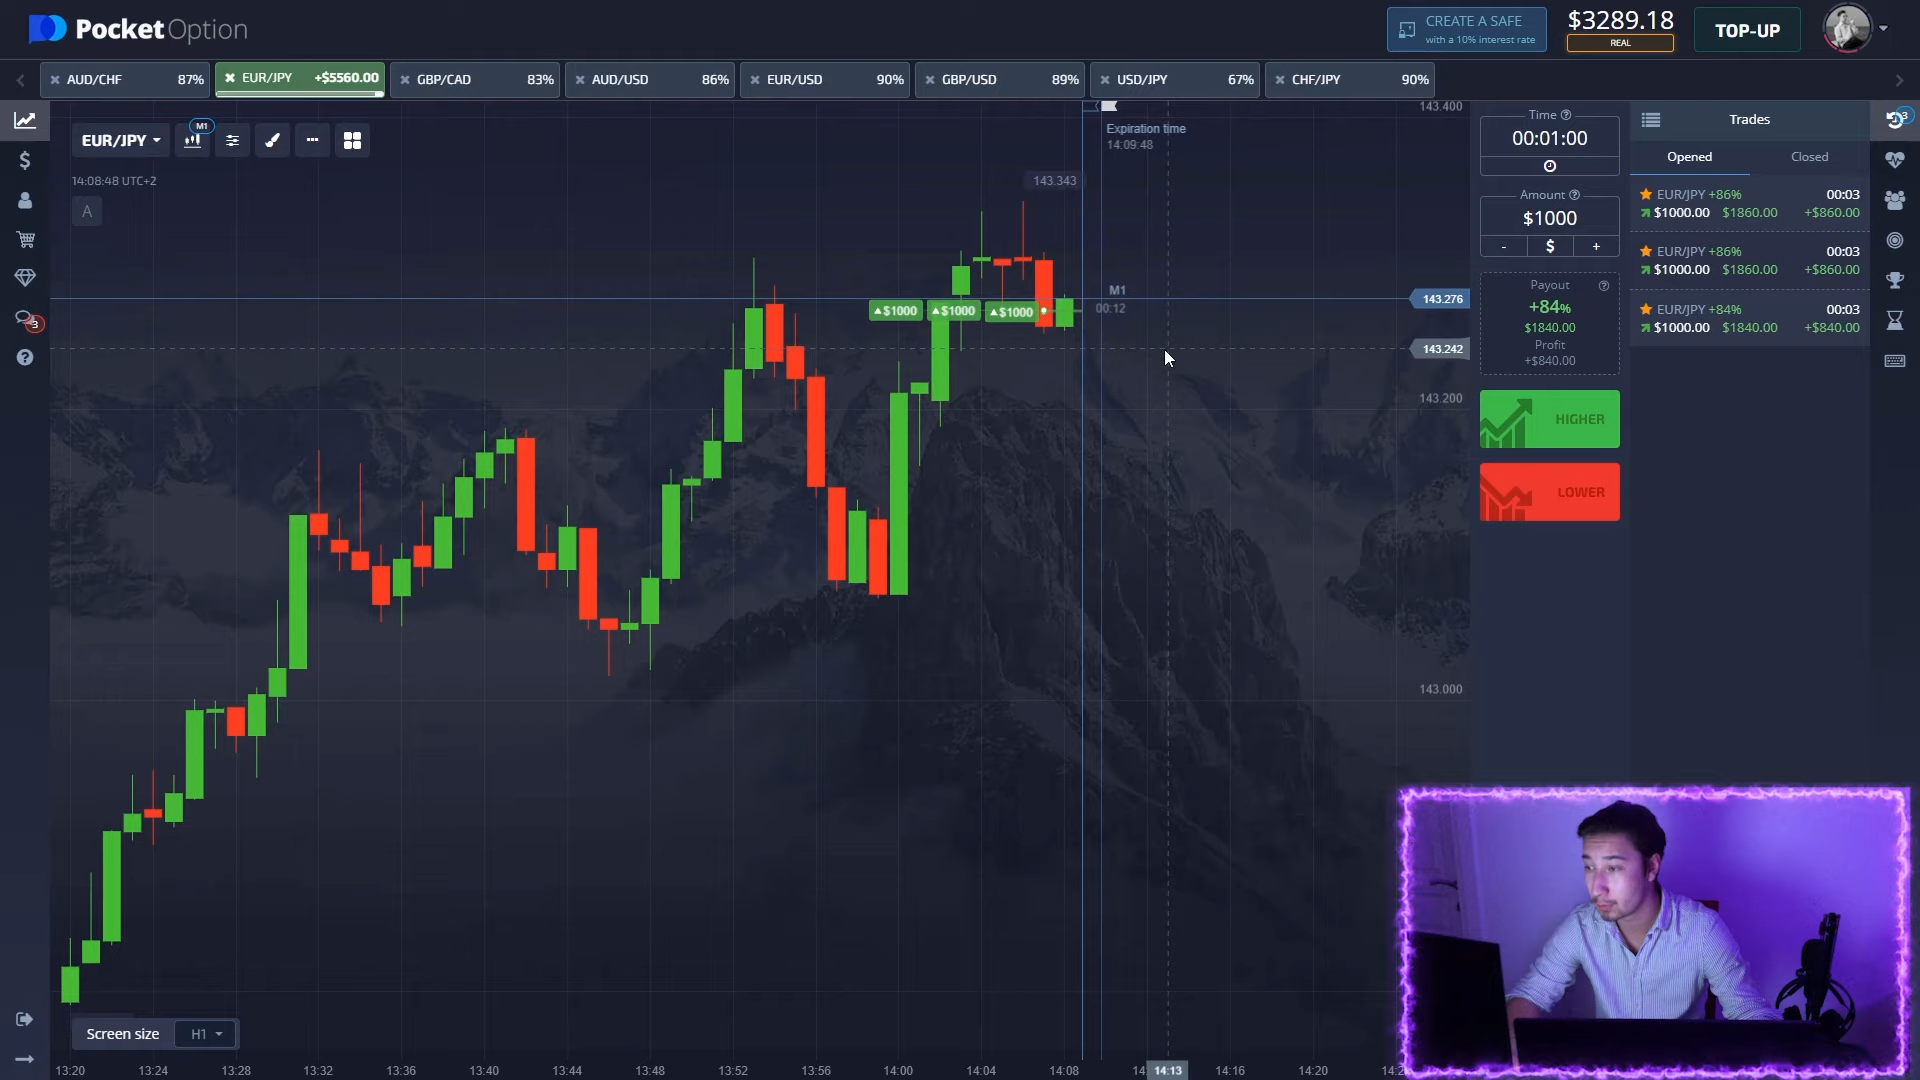 PocketOption
CREATE A SAFE
with a 10% interest rate
$3289.18
REAL
TOP-UP
AUD/CHF 87%
EUR/JPY +$5560.00
GBP/CAD 83%
AUD/USD 86%
EUR/USD 90%
GBP/USD 89%
USD/JPY 67%
CHF/JPY 90%
EUR/JPY
M1
14:08:48 UTC+2
A
Expiration time
14:09:48
143.343
143.400
$1000
$1000
$1000
M1
00:12
143.276
143.242
143.200
143.000
Time
00:01:00
Amount
$1000
- $ +
Payout
+84%
$1840.00
Profit
+$840.00
HIGHER
LOWER
Trades
3
Opened Closed
EUR/JPY +86% 00:03
$1000.00 $1860.00 +$860.00
EUR/JPY +86% 00:03
$1000.00 $1860.00 +$860.00
EUR/JPY +84% 00:03
$1000.00 $1840.00 +$840.00
3
Screen size H1
13:20 13:24 13:28 13:32 13:36 13:40 13:44 13:48 13:52 13:56 14:00 14:04 14:08 14:13 14:16 14:20